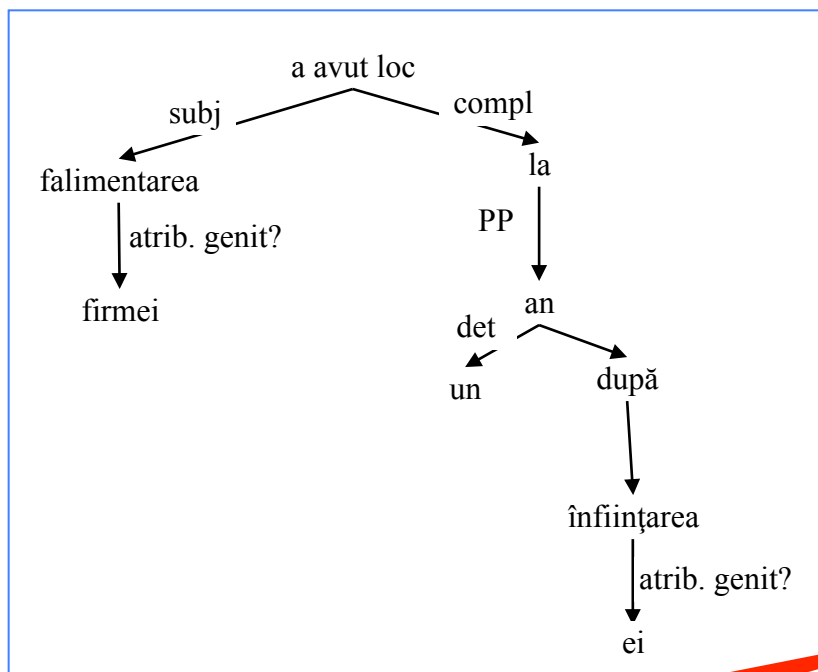 a avut loc
subj
compl
falimentarea
la
atrib. genit?
PP
firmei
an
det
un
după
înființarea
atrib. genit?
ei